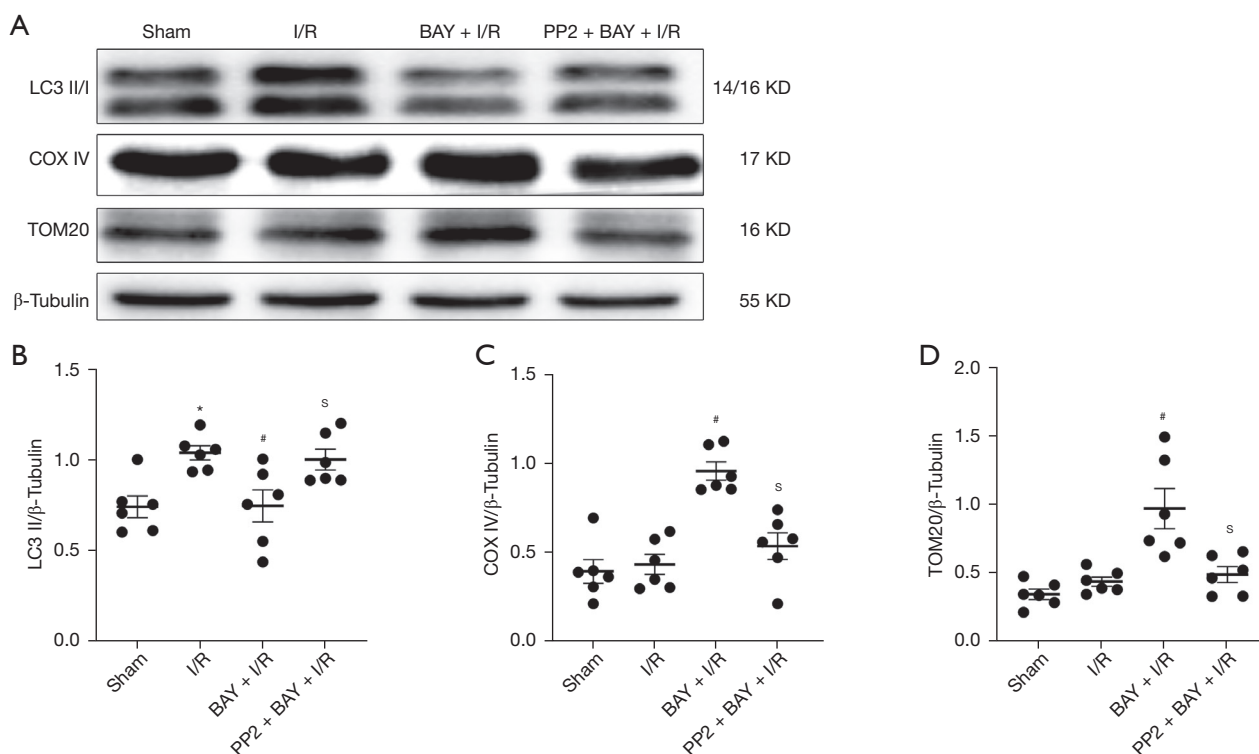 A
Sham I/R BAY + I/R PP2 + BAY + I/R
LC3 II/I 14/16 KD
COX IV 17 KD
TOM20 16 KD
β-Tubulin 55 KD
B
1.5
1.0
0.5
0.0
LC3 II/β-Tubulin
* # S
Sham I/R BAY + I/R PP2 + BAY + I/R
C
1.5
1.0
0.5
0.0
COX IV/β-Tubulin
# S
Sham I/R BAY + I/R PP2 + BAY + I/R
D
2.0
1.5
1.0
0.5
0.0
TOM20/β-Tubulin
# S
Sham I/R BAY + I/R PP2 + BAY + I/R